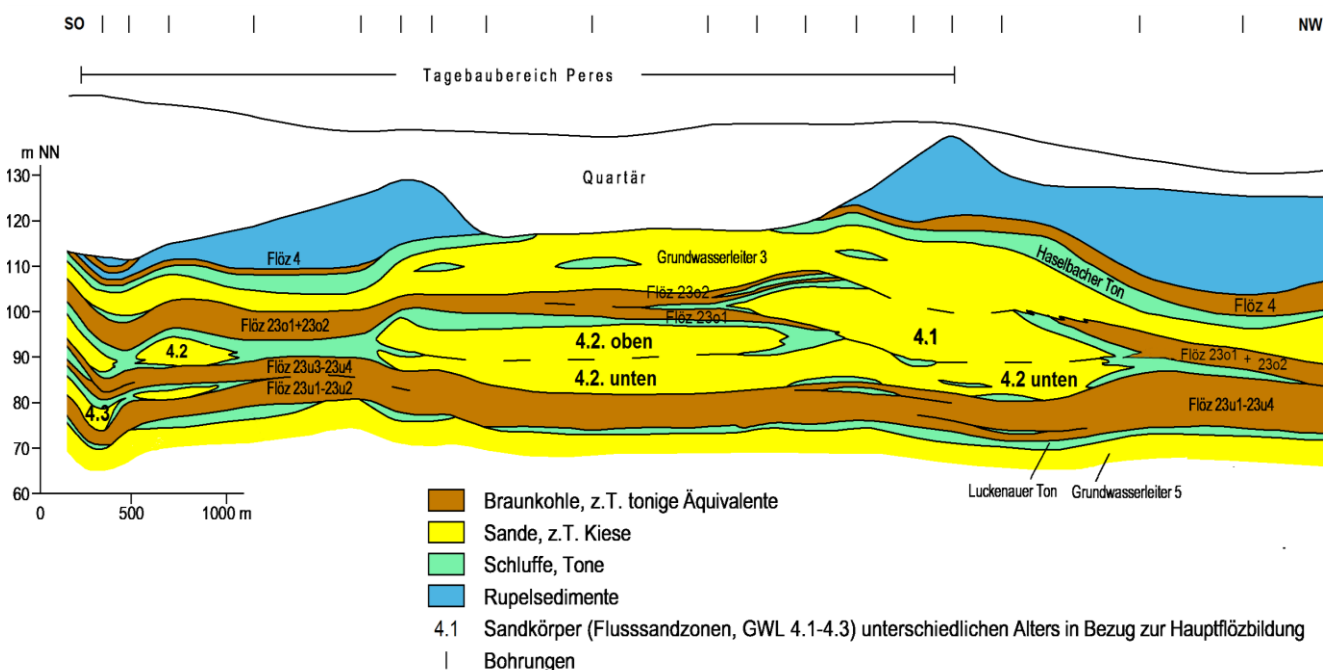 SO
NW
Tagebaubereich Peres
m NN
Quartär
130
120
110
100
90
80
70
60
0
500
1000 m
Flöz 4
Grundwasserleiter 3
Haselbacher Ton
Flöz 4
Flöz 23o2
Flöz 23o1
Flöz 23o1+23o2
4.2
4.2. oben
4.1
Flöz 23o1 + 23o2
Flöz 23u3-23u4
4.2. unten
4.2 unten
Flöz 23u1-23u2
Flöz 23u1-23u4
4.3
Luckenauer Ton
Grundwasserleiter 5
Braunkohle, z.T. tonige Äquivalente
Sande, z.T. Kiese
Schluffe, Tone
Rupelsedimente
4.1 Sandkörper (Flusssandzonen, GWL 4.1-4.3) unterschiedlichen Alters in Bezug zur Hauptflözbildung
Bohrungen